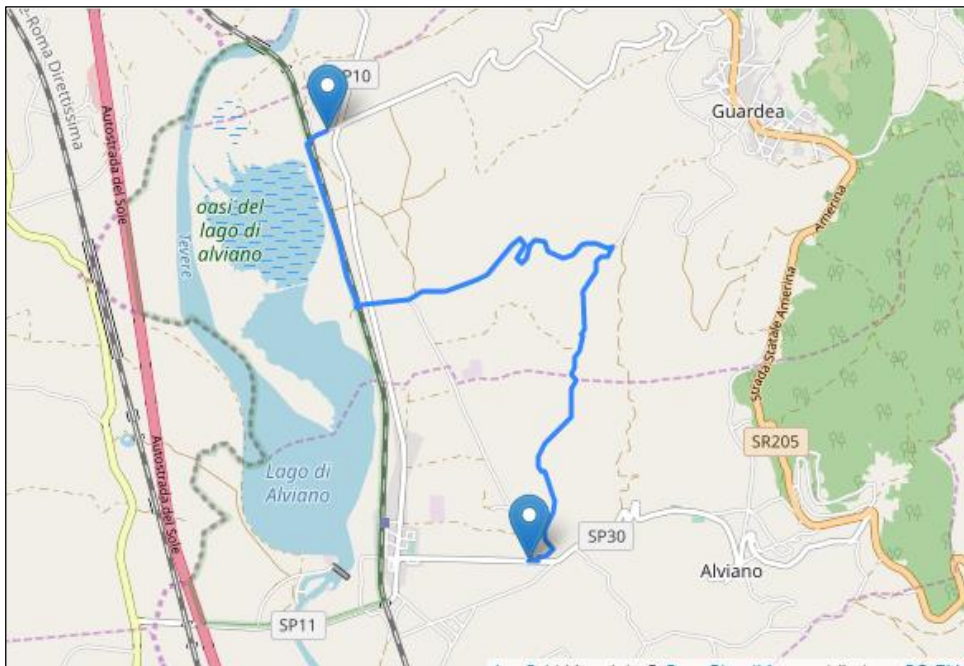 -Roma Direttissima
Autostrada del Sole
SP10
Guardea
oasi del
lago di
alviano
Tevere
Amerina
Strada Statale Amerina
SR205
Lago di
Alviano
Autostrada del Sole
SP30
Alviano
SP11